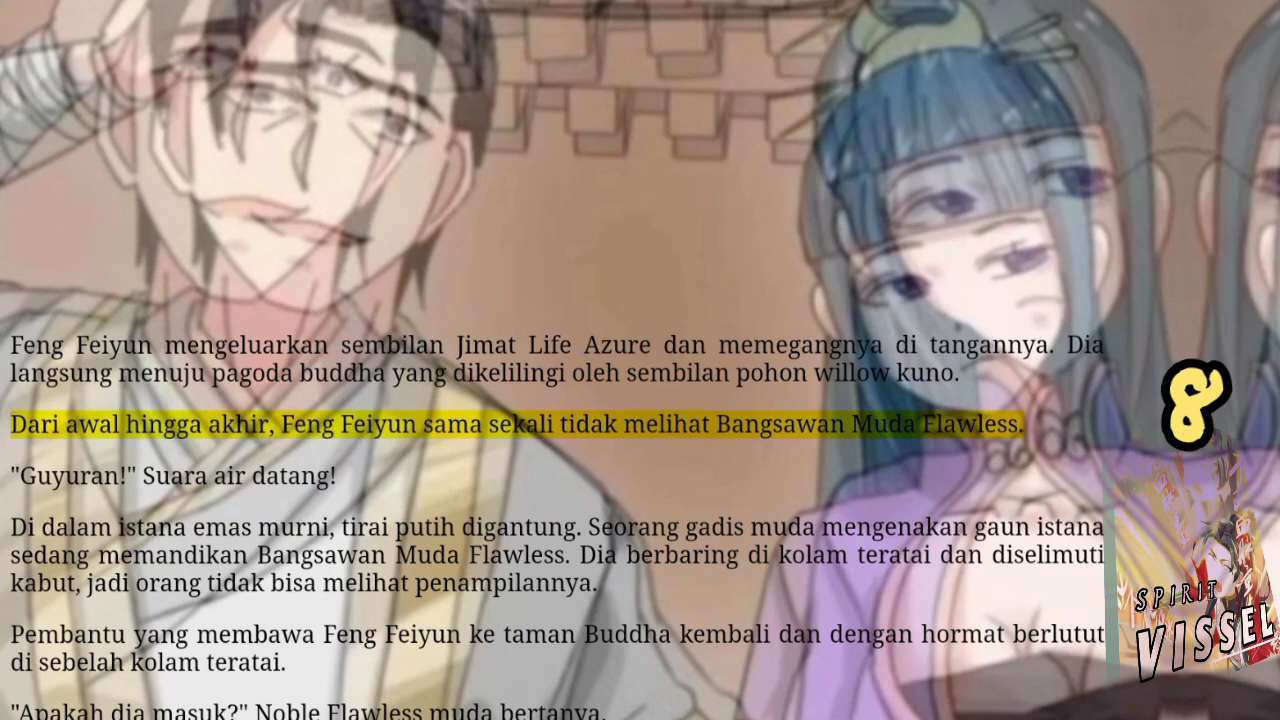 Feng Feiyun mengeluarkan sembilan Jimat Life Azure dan memegangnya di tangannya. Dia
langsung menuju pagoda buddha yang dikelilingi oleh sembilan pohon willow kuno.
Dari awal hingga akhir, Feng Feiyun sama sekali tidak melihat Bangsawan Muda Flawless.
"Guyuran!" Suara air datang!
Di dalam istana emas murni, tirai putih digantung. Seorang gadis muda mengenakan gaun istana
sedang memandikan Bangsawan Muda Flawless. Dia berbaring di kolam teratai dan diselimuti
kabut, jadi orang tidak bisa melihat penampilannya.
Pembantu yang membawa Feng Feiyun ke taman Buddha kembali dan dengan hormat berlutut
di sebelah kolam teratai.
"Apakah dia masuk?" Noble Flawless muda bertanya.
8
SPIRIT
VISSEL